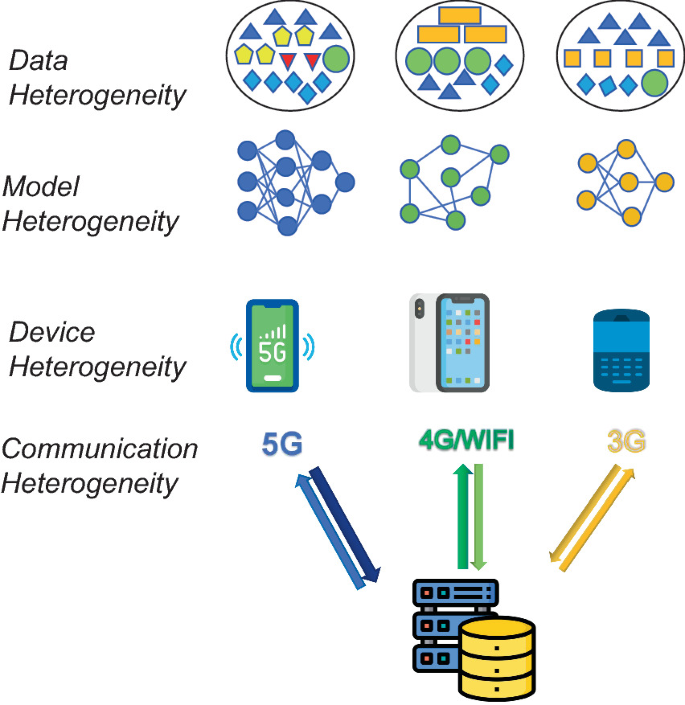 Data
Heterogeneity
Model
Heterogeneity
5G
Device
Heterogeneity
Communication
Heterogeneity
5G
4G/WIFI
3G